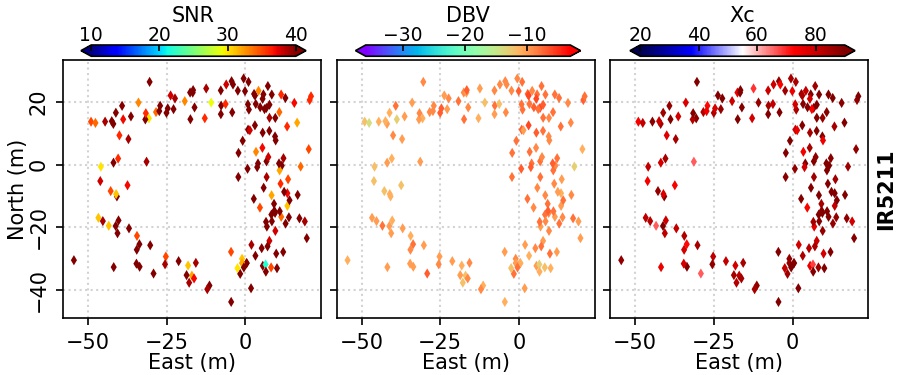 SNR DBV Xc
10 20 30 40 −30 −20 −10 20 40 60 80
20
0
−20
−40
North (m)
−50 −25 0 −50 −25 0 −50 −25 0
East (m) East (m) East (m)
IR5211